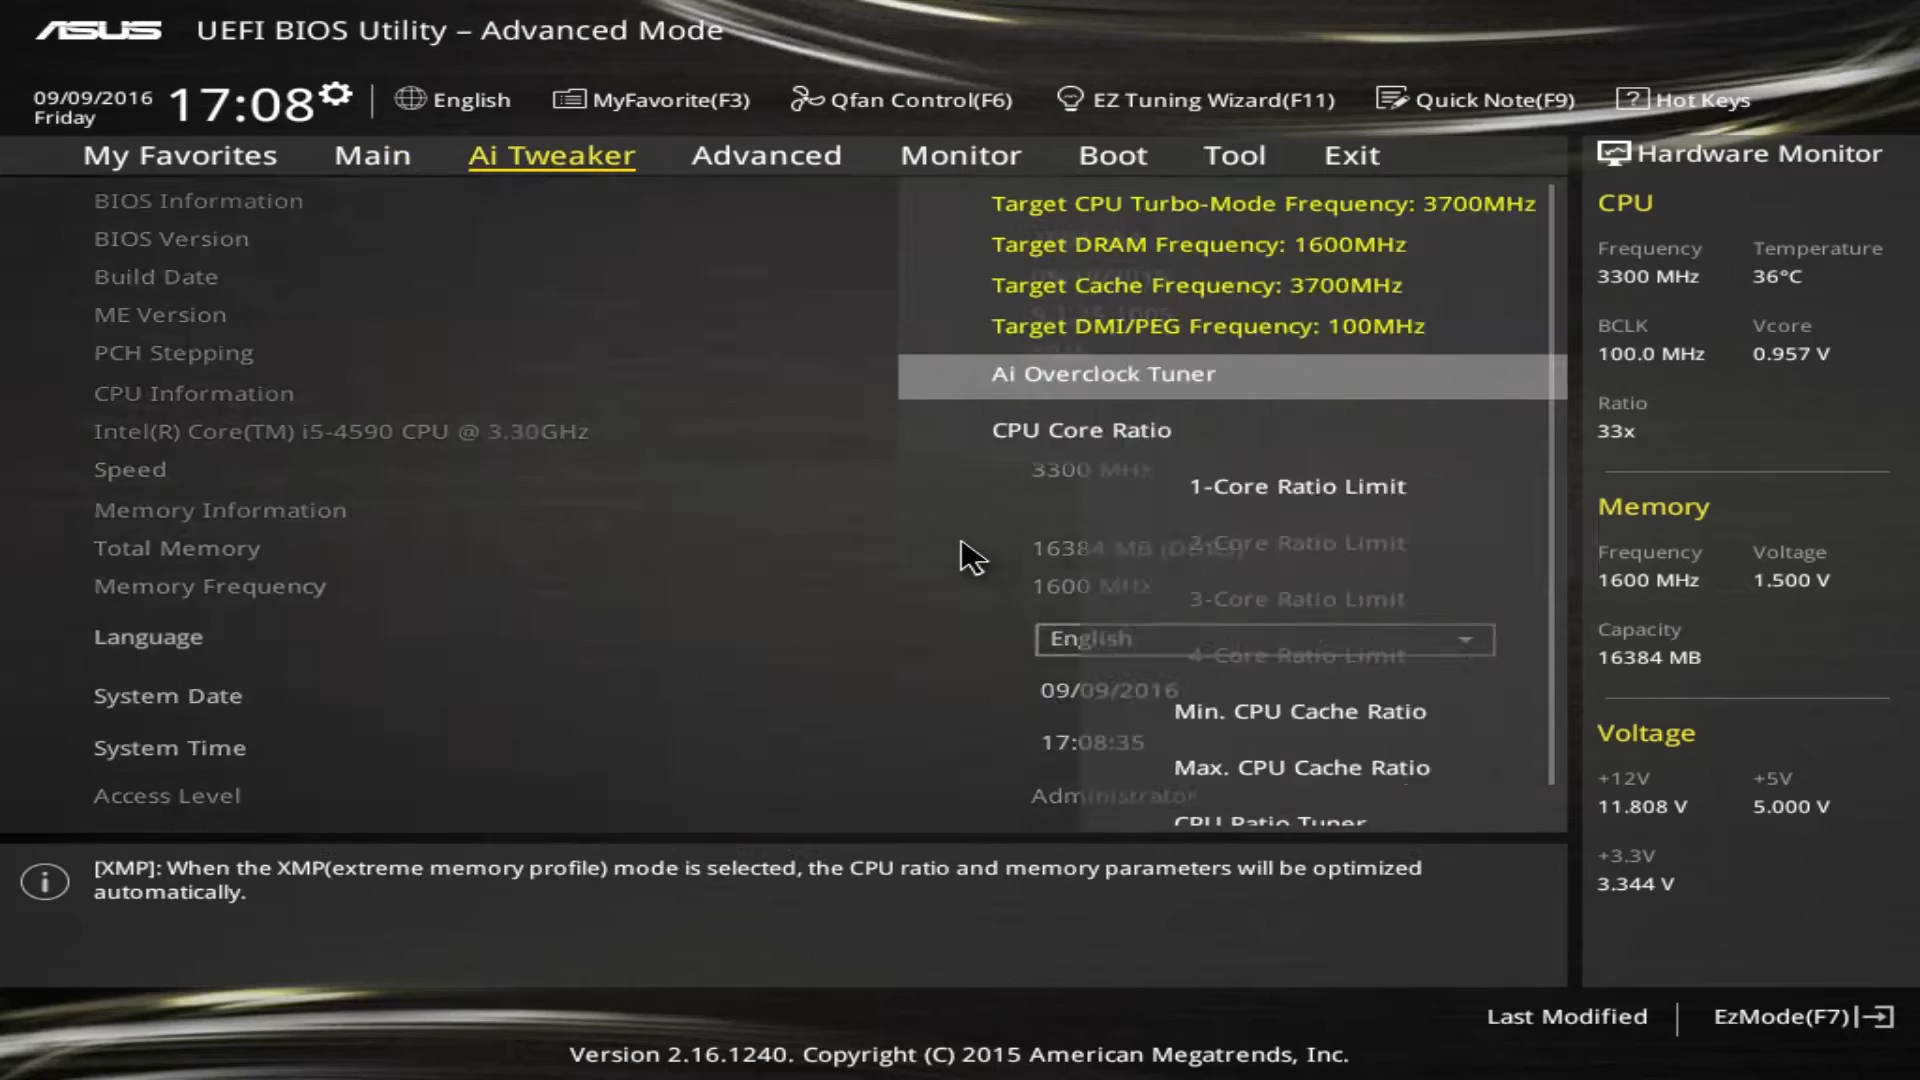 ASUS UEFI BIOS Utility – Advanced Mode
09/09/2016
Friday
17:08
English
MyFavorite(F3)
Qfan Control(F6)
EZ Tuning Wizard(F11)
Quick Note(F9)
? Hot Keys
My Favorites Main Ai Tweaker Advanced Monitor Boot Tool Exit
BIOS Information
BIOS Version
Build Date
ME Version
PCH Stepping
CPU Information
Intel(R) Core(TM) i5-4590 CPU @ 3.30GHz
Speed 3300 MHz
Memory Information
Total Memory 16384 MB
Memory Frequency 1600 MHz
Language English
System Date 09/09/2016
System Time 17:08:35
Access Level Administrator
Target CPU Turbo-Mode Frequency: 3700MHz
Target DRAM Frequency: 1600MHz
Target Cache Frequency: 3700MHz
Target DMI/PEG Frequency: 100MHz
Ai Overclock Tuner
CPU Core Ratio
1-Core Ratio Limit
2-Core Ratio Limit
3-Core Ratio Limit
4-Core Ratio Limit
Min. CPU Cache Ratio
Max. CPU Cache Ratio
CPU Ratio Tuner
[XMP]: When the XMP(extreme memory profile) mode is selected, the CPU ratio and memory parameters will be optimized
automatically.
Hardware Monitor
CPU
Frequency Temperature
3300 MHz 36°C
BCLK Vcore
100.0 MHz 0.957 V
Ratio
33x
Memory
Frequency Voltage
1600 MHz 1.500 V
Capacity
16384 MB
Voltage
+12V +5V
11.808 V 5.000 V
+3.3V
3.344 V
Last Modified
EzMode(F7)
Version 2.16.1240. Copyright (C) 2015 American Megatrends, Inc.